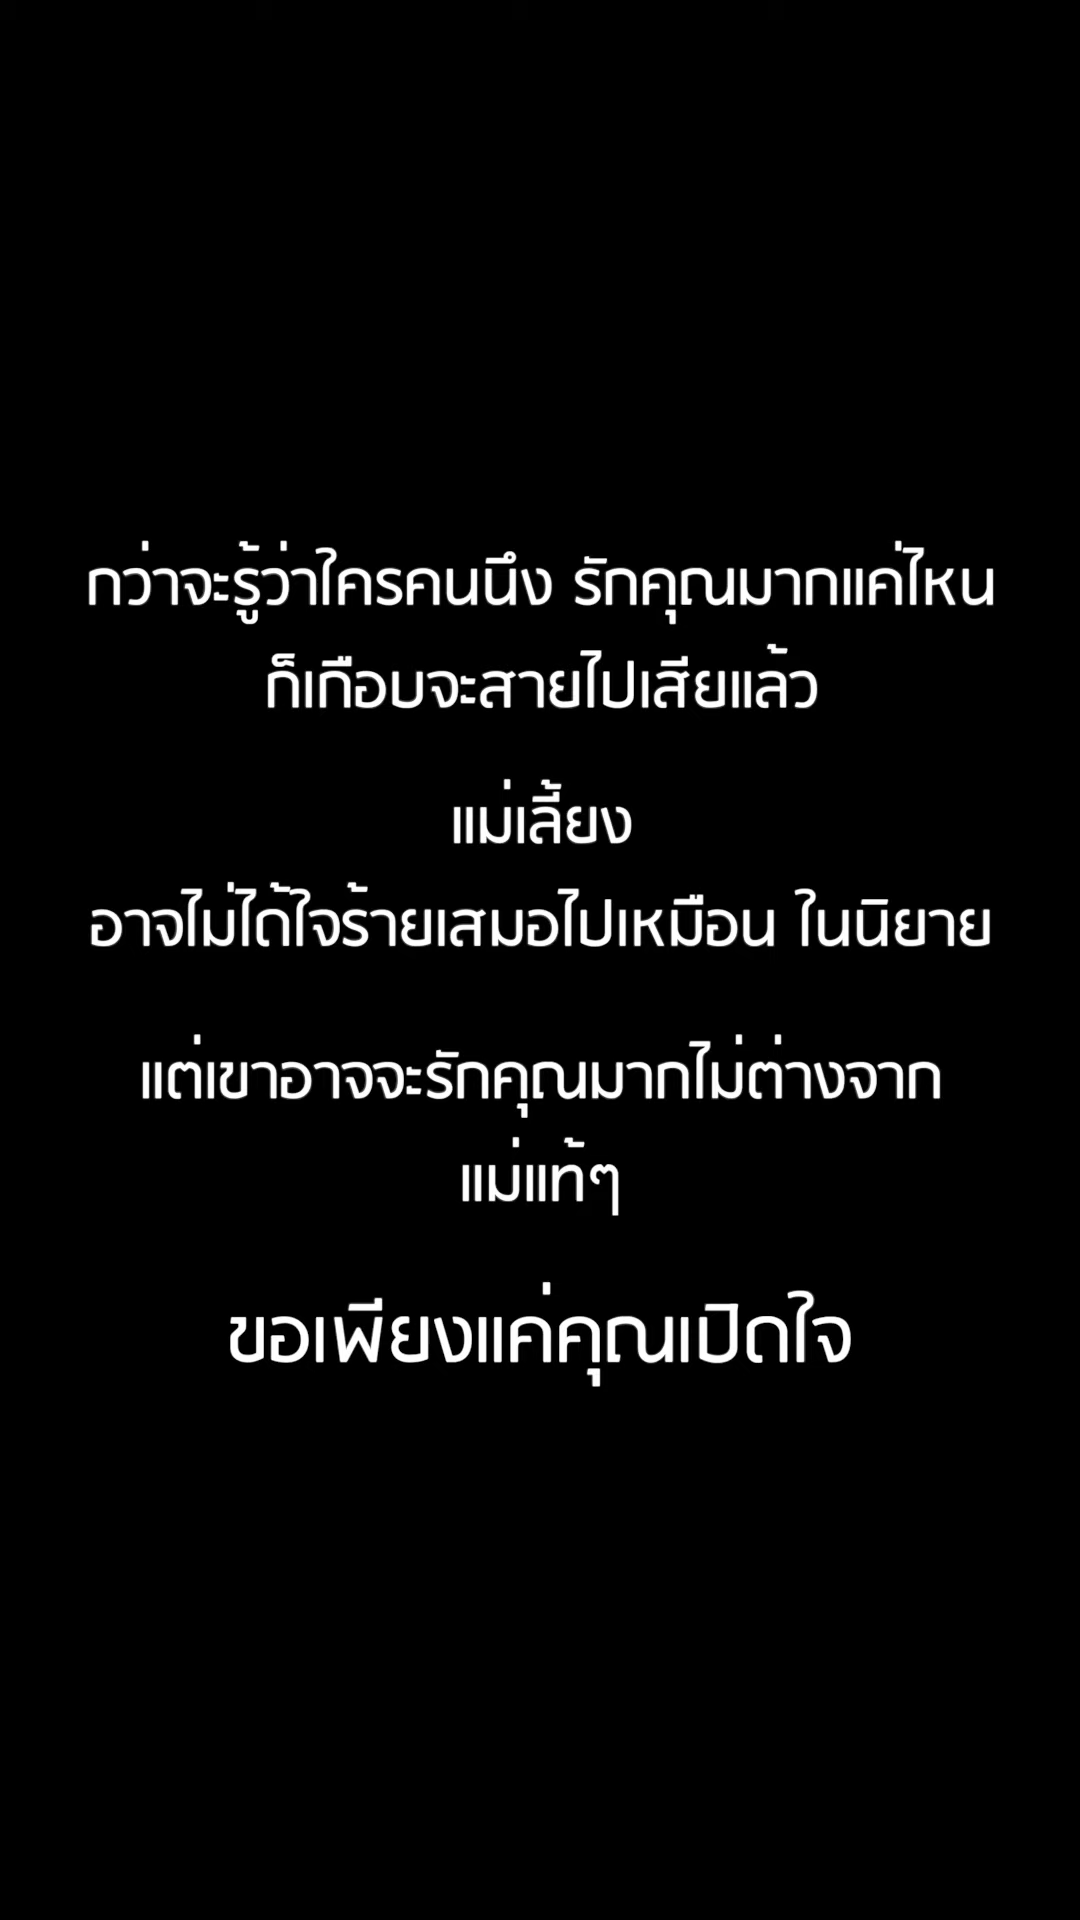 กว่าจะรู้ว่าใครคนนึง รักคุณมากแค่ไหน
ก็เกือบจะสายไปเสียแล้ว
แม่เลี้ยง
อาจไม่ได้ใจร้ายเสมอไปเหมือน ในนิยาย
แต่เขาอาจจะรักคุณมากไม่ต่างจาก
แม่แท้ๆ
ขอเพียงแค่คุณเปิดใจ